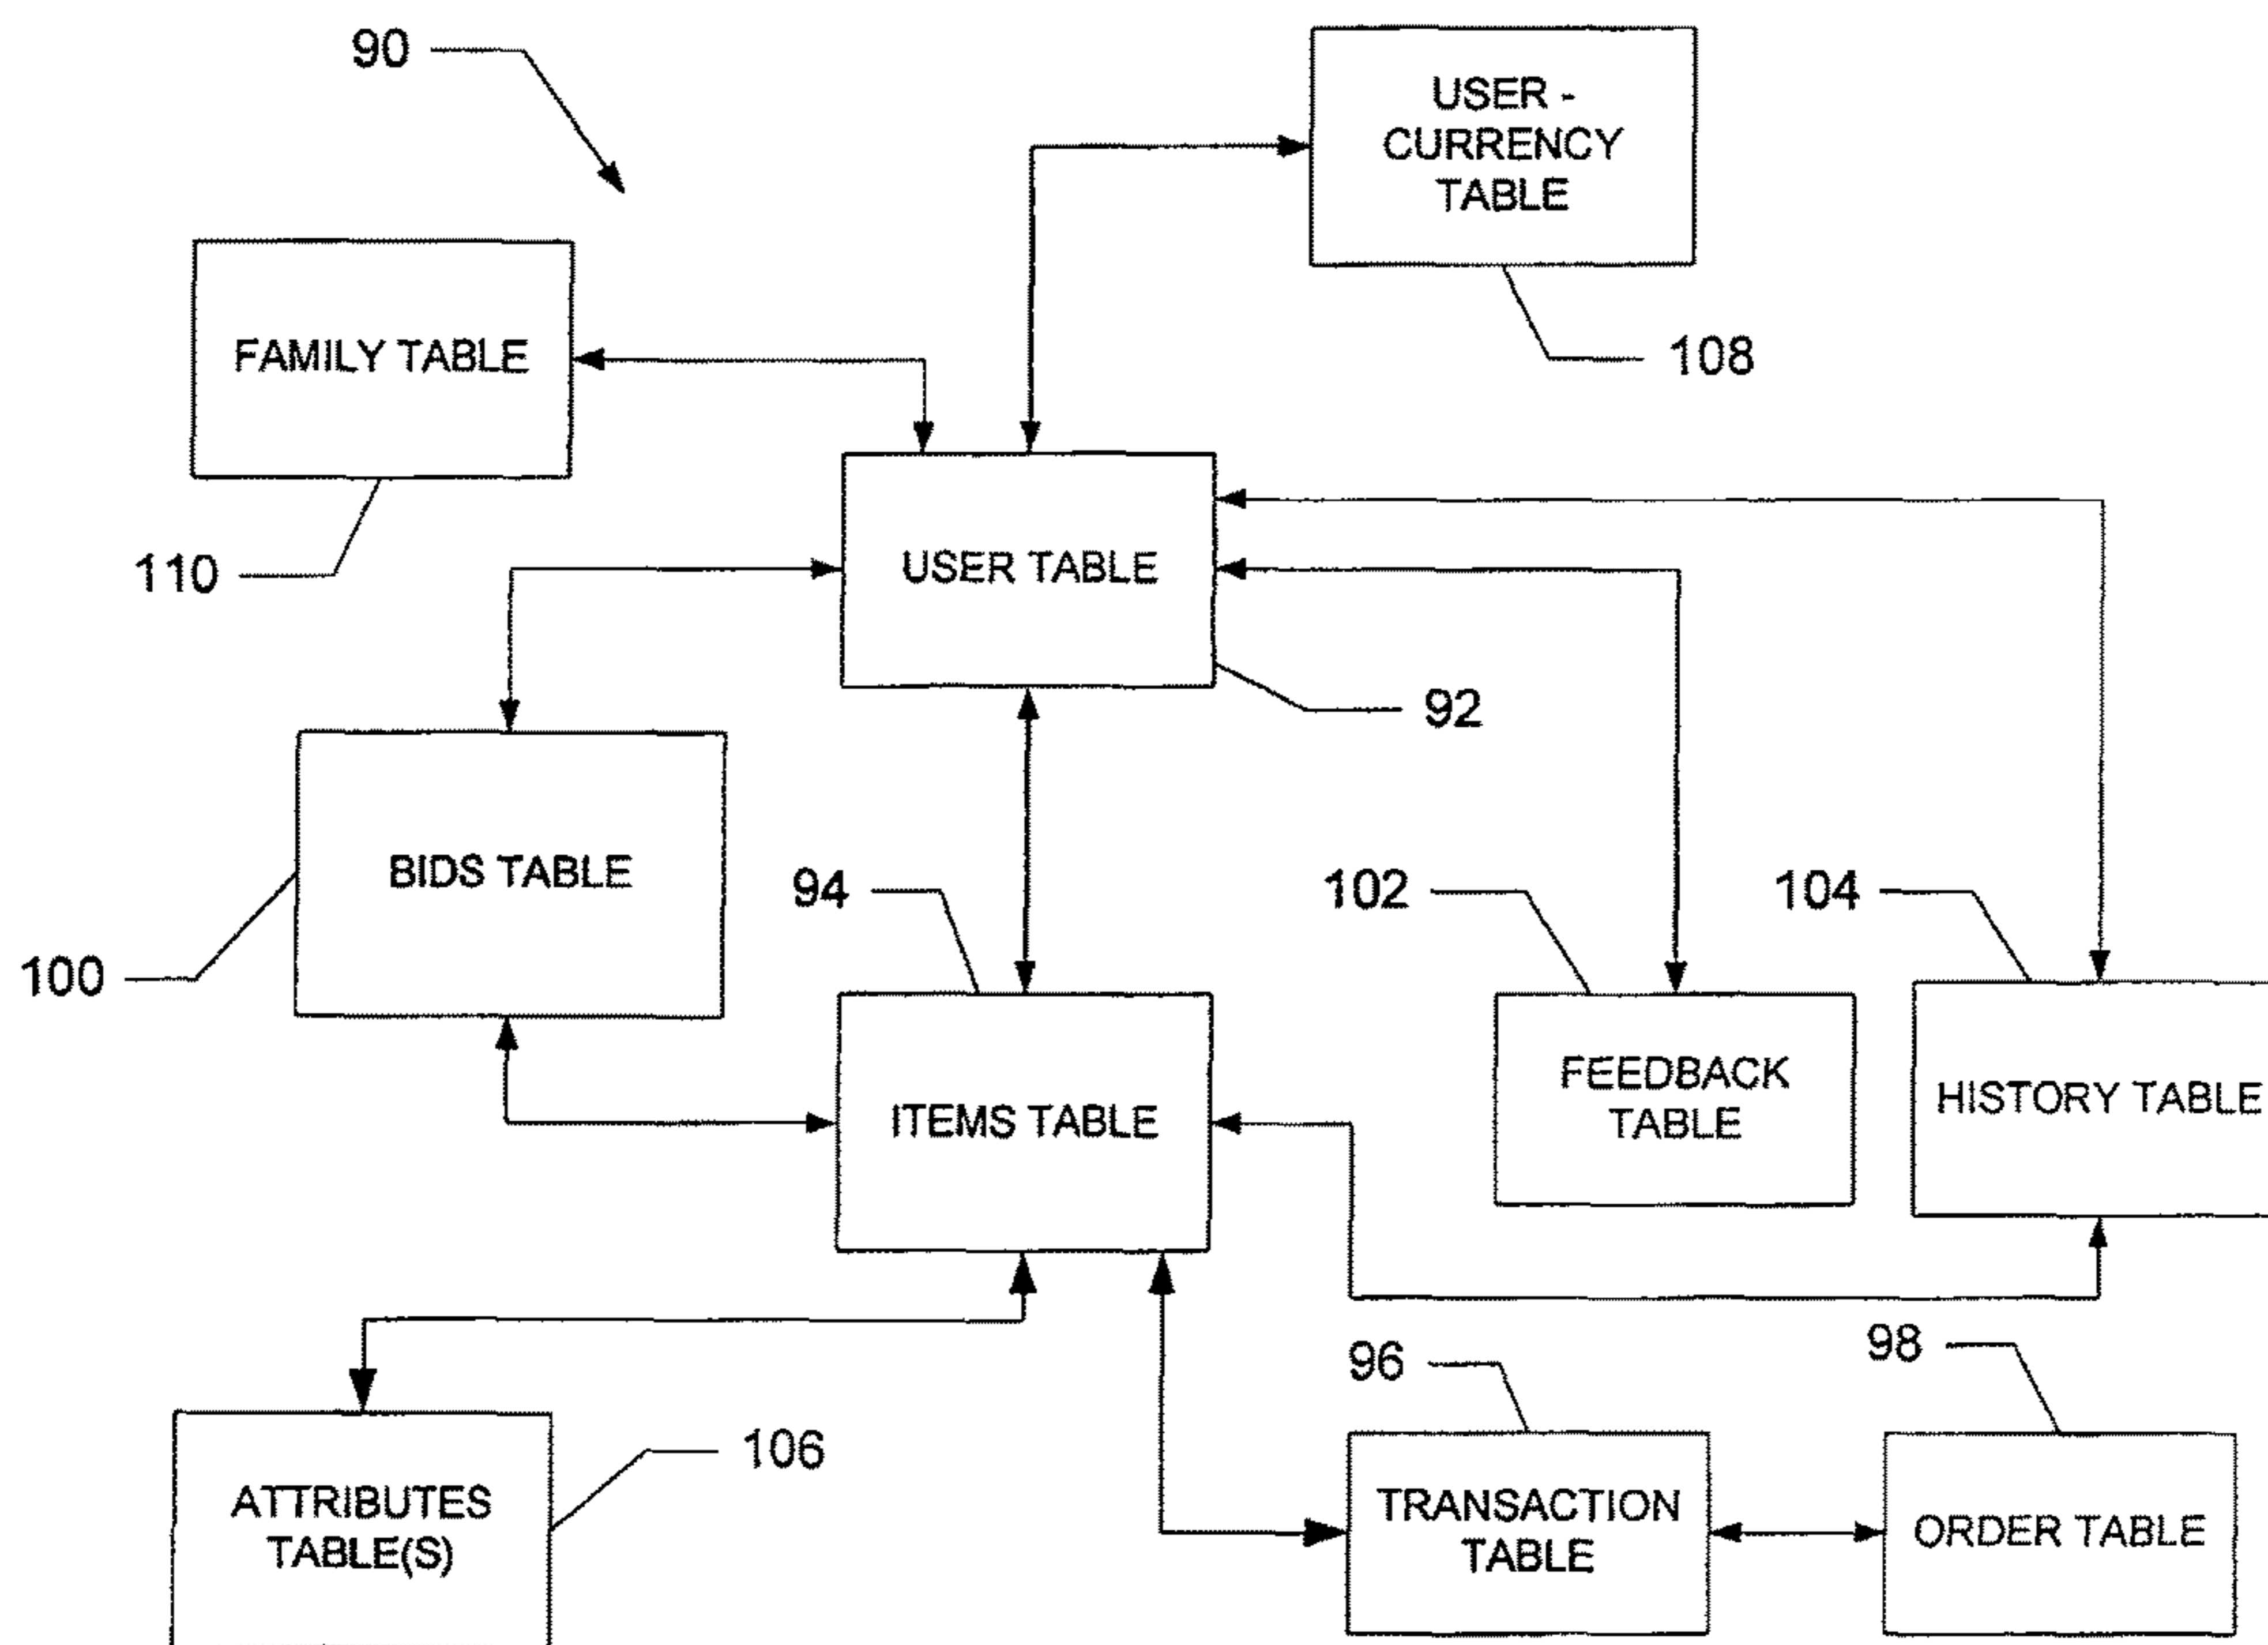 90
USER -
CURRENCY
TABLE
FAMILY TABLE
108
110
USER TABLE
92
BIDS TABLE
94
102
104
100
ITEMS TABLE
FEEDBACK
TABLE
HISTORY TABLE
96
98
106
ATTRIBUTES
TABLE(S)
TRANSACTION
TABLE
ORDER TABLE